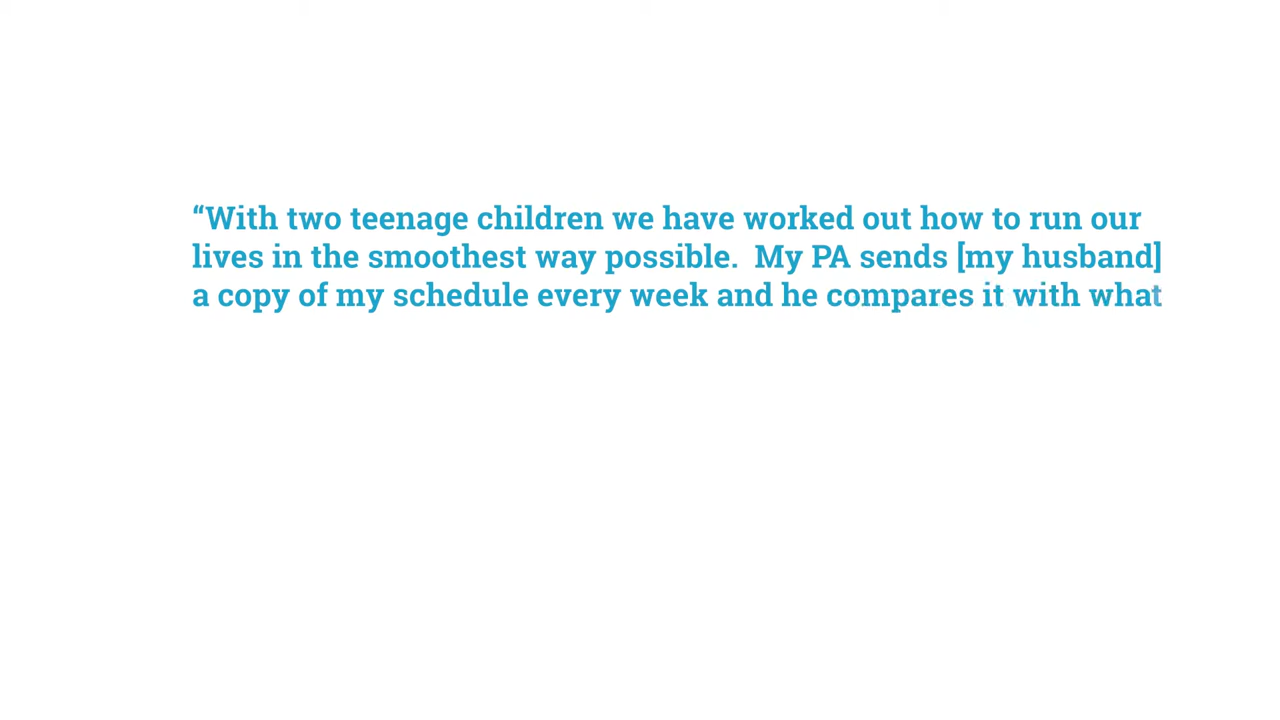 “With two teenage children we have worked out how to run our
lives in the smoothest way possible.  My PA sends [my husband]
a copy of my schedule every week and he compares it with what